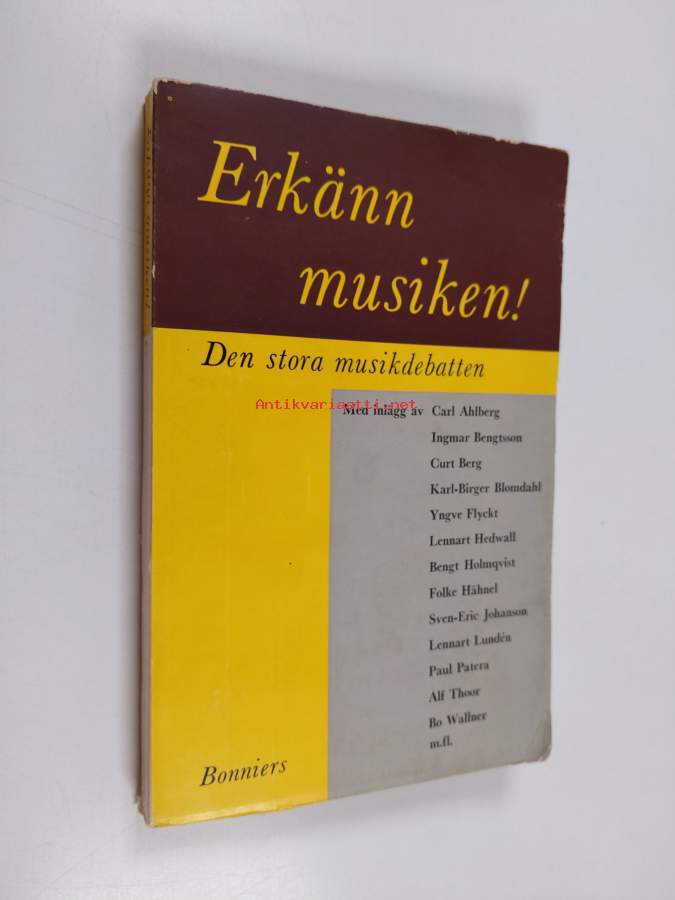 Erkänn
musiken!
Den stora musikdebatten
Antikvariaatti.net
Med inlägg av Carl Ahlberg
Ingmar Bengtsson
Curt Berg
Karl-Birger Blomdahl
Yngve Flyckt
Lennart Hedwall
Bengt Holmqvist
Folke Hähnel
Sven-Eric Johanson
Lennart Lundén
Paul Patera
Alf Thoor
Bo Wallner
m.fl.
Bonniers